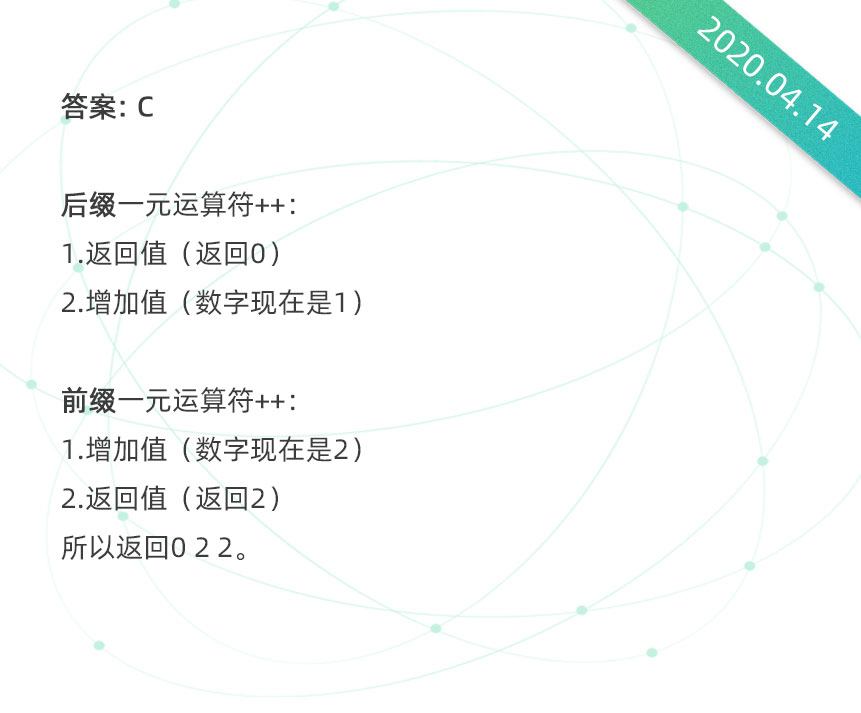 2020.04.14
答案: C
后缀一元运算符++：
1.返回值（返回0）
2.增加值（数字现在是1）
前缀一元运算符++：
1.增加值（数字现在是2）
2.返回值（返回2）
所以返回0 2 2。